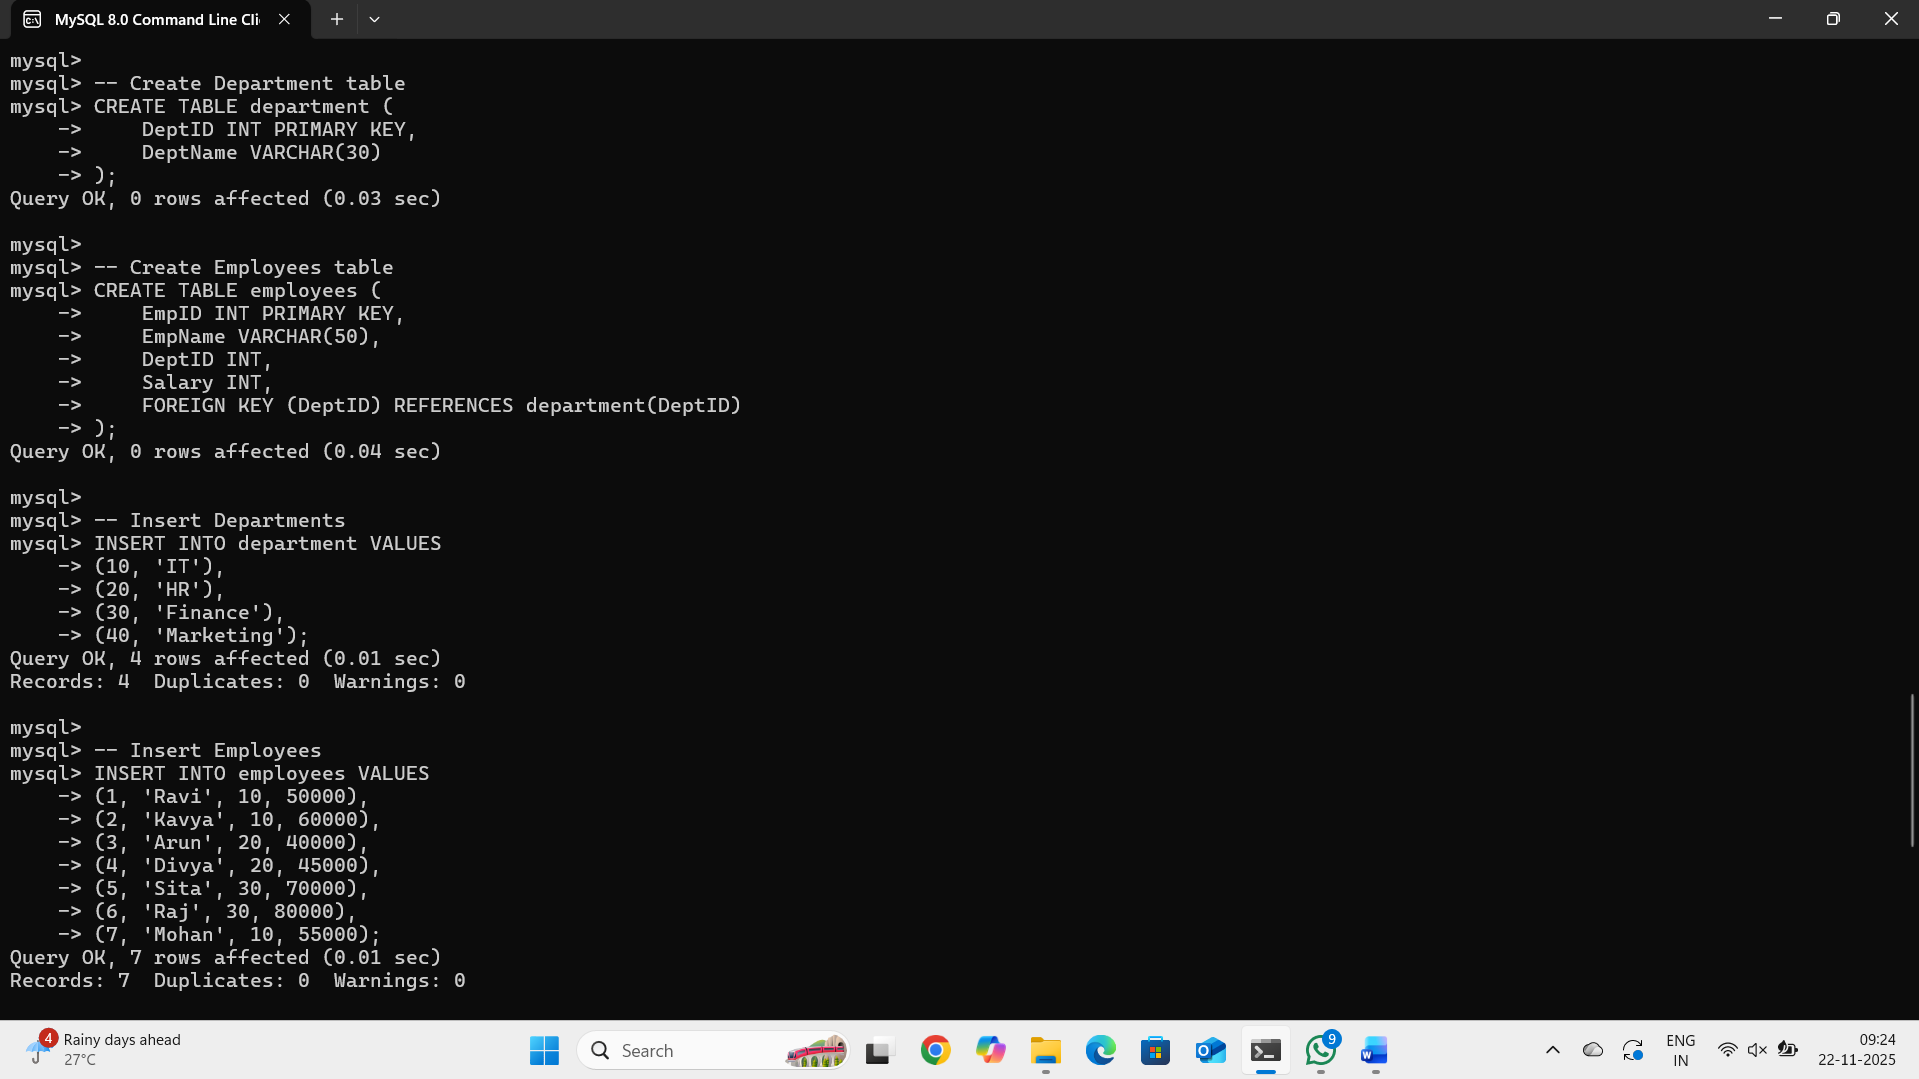 MySQL 8.0 Command Line Cli
mysql>
mysql> -- Create Department table
mysql> CREATE TABLE department (
    ->     DeptID INT PRIMARY KEY,
    ->     DeptName VARCHAR(30)
    -> );
Query OK, 0 rows affected (0.03 sec)
mysql>
mysql> -- Create Employees table
mysql> CREATE TABLE employees (
    ->     EmpID INT PRIMARY KEY,
    ->     EmpName VARCHAR(50),
    ->     DeptID INT,
    ->     Salary INT,
    ->     FOREIGN KEY (DeptID) REFERENCES department(DeptID)
    -> );
Query OK, 0 rows affected (0.04 sec)
mysql>
mysql> -- Insert Departments
mysql> INSERT INTO department VALUES
    -> (10, 'IT'),
    -> (20, 'HR'),
    -> (30, 'Finance'),
    -> (40, 'Marketing');
Query OK, 4 rows affected (0.01 sec)
Records: 4  Duplicates: 0  Warnings: 0
mysql>
mysql> -- Insert Employees
mysql> INSERT INTO employees VALUES
    -> (1, 'Ravi', 10, 50000),
    -> (2, 'Kavya', 10, 60000),
    -> (3, 'Arun', 20, 40000),
    -> (4, 'Divya', 20, 45000),
    -> (5, 'Sita', 30, 70000),
    -> (6, 'Raj', 30, 80000),
    -> (7, 'Mohan', 10, 55000);
Query OK, 7 rows affected (0.01 sec)
Records: 7  Duplicates: 0  Warnings: 0
4
Rainy days ahead
27°C
Search
9
ENG
IN
09:24
22-11-2025